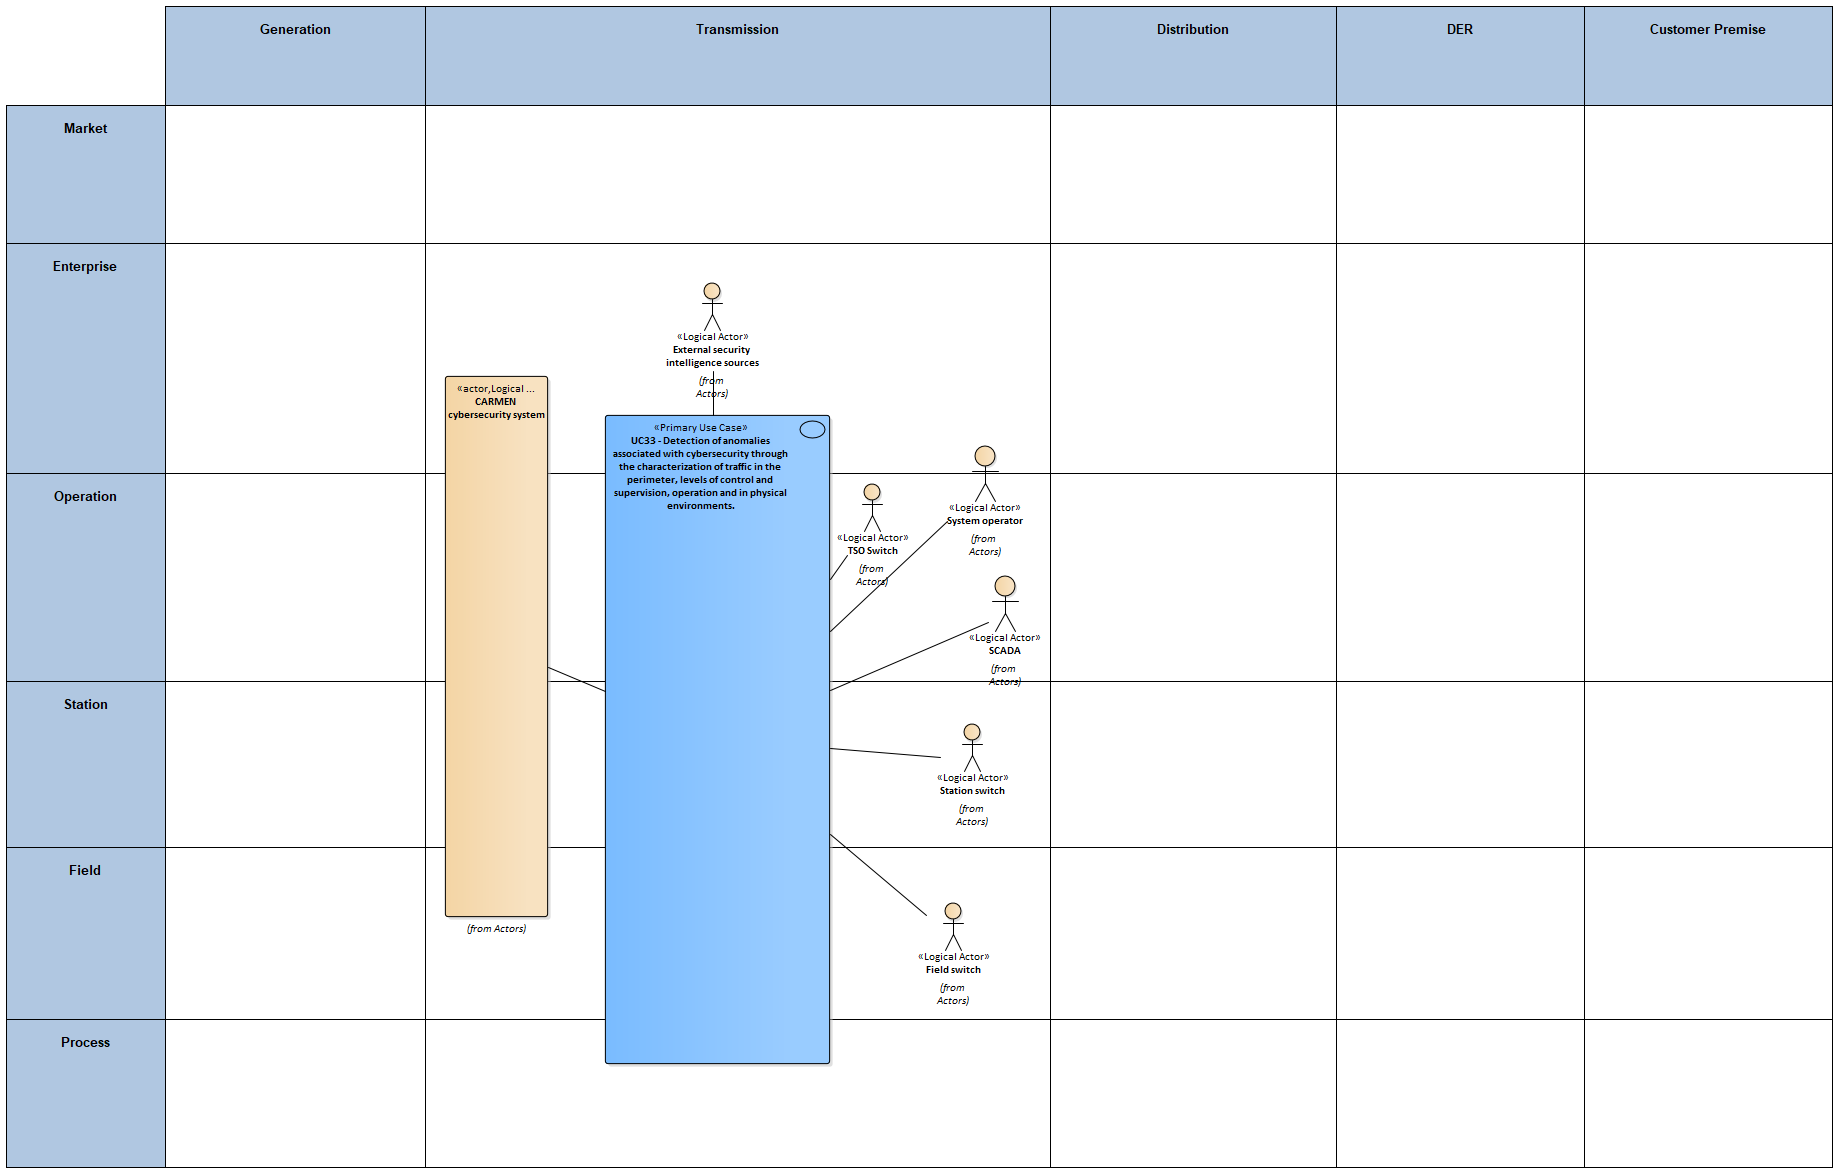 Generation
Transmission
Distribution
DER
Customer Premise
Market
Enterprise
«Logical Actor»
External security
intelligence sources
(from
Actors)
«actor,Logical ...
CARMEN
cybersecurity system
(from Actors)
«Primary Use Case»
UC33 - Detection of anomalies
associated with cybersecurity through
the characterization of traffic in the
perimeter, levels of control and
supervision, operation and in physical
environments.
Operation
«Logical Actor»
TSO Switch
(from
Actors)
«Logical Actor»
System operator
(from
Actors)
«Logical Actor»
SCADA
(from
Actors)
Station
«Logical Actor»
Station switch
(from
Actors)
Field
«Logical Actor»
Field switch
(from
Actors)
Process